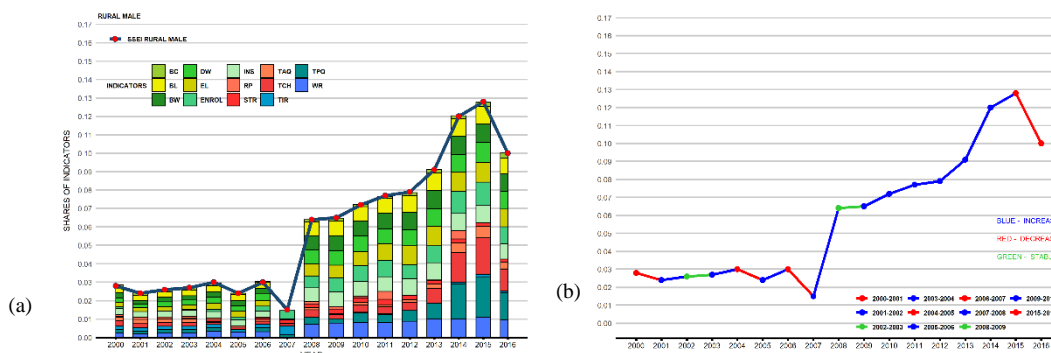 RURAL MALE
SSEI RURAL MALE
INDICATORS
BC
BL
BW
DW
EL
ENROL
INS
RP
STR
TAQ
TCH
TIR
TPQ
WR
SHARES OF INDICATORS
0.17
0.16
0.15
0.14
0.13
0.12
0.11
0.10
0.09
0.08
0.07
0.06
0.05
0.04
0.03
0.02
0.01
0.00
2000 2001 2002 2003 2004 2005 2006 2007 2008 2009 2010 2011 2012 2013 2014 2015 2016
YEAR
(a)
0.17
0.16
0.15
0.14
0.13
0.12
0.11
0.10
0.09
0.08
0.07
0.06
0.05
0.04
0.03
0.02
0.01
0.00
BLUE - INCREA
RED - DECREA
GREEN - STAB
2000-2001 2003-2004 2006-2007 2009-20
2001-2002 2004-2005 2007-2008 2015-20
2002-2003 2005-2006 2008-2009
2000 2001 2002 2003 2004 2005 2006 2007 2008 2009 2010 2011 2012 2013 2014 2015 2016
(b)